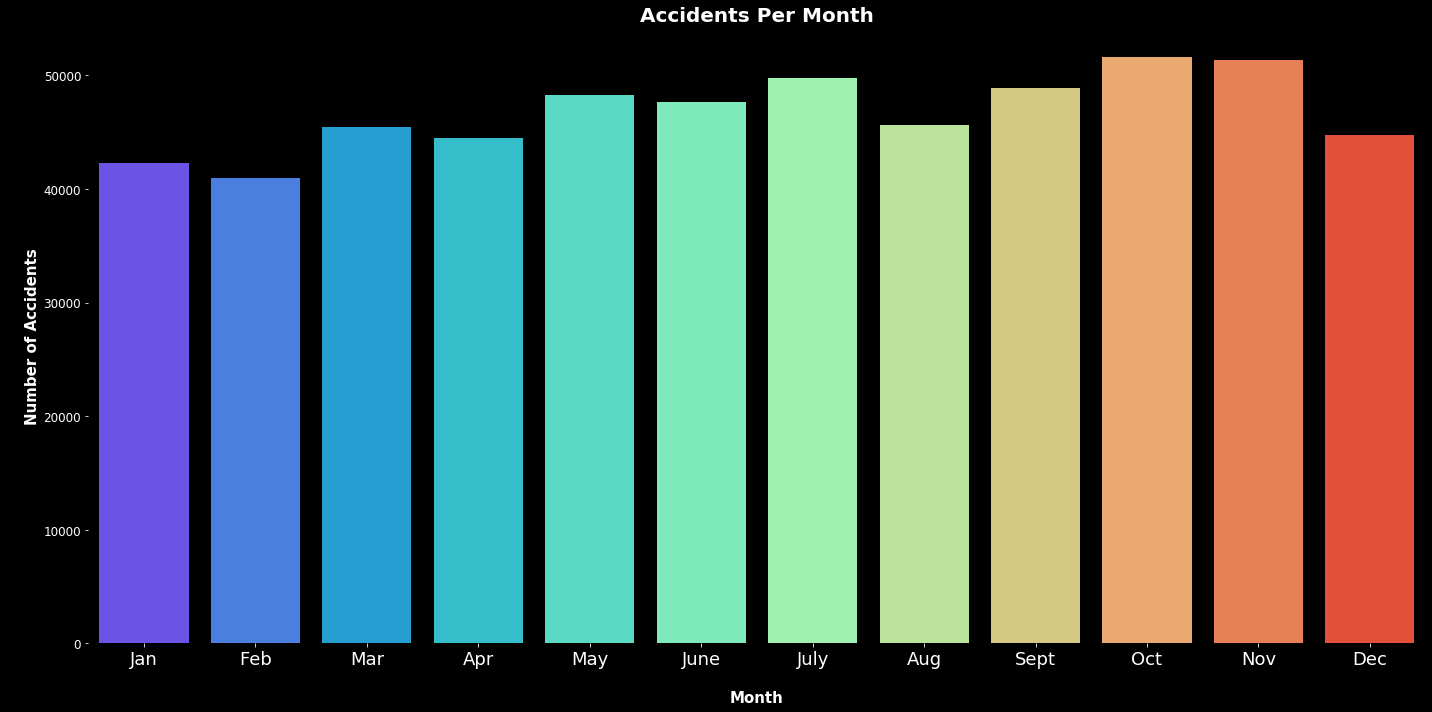 Accidents Per Month
50000
40000
30000
20000
10000
0
Number of Accidents
Jan Feb Mar Apr May June July Aug Sept Oct Nov Dec
Month